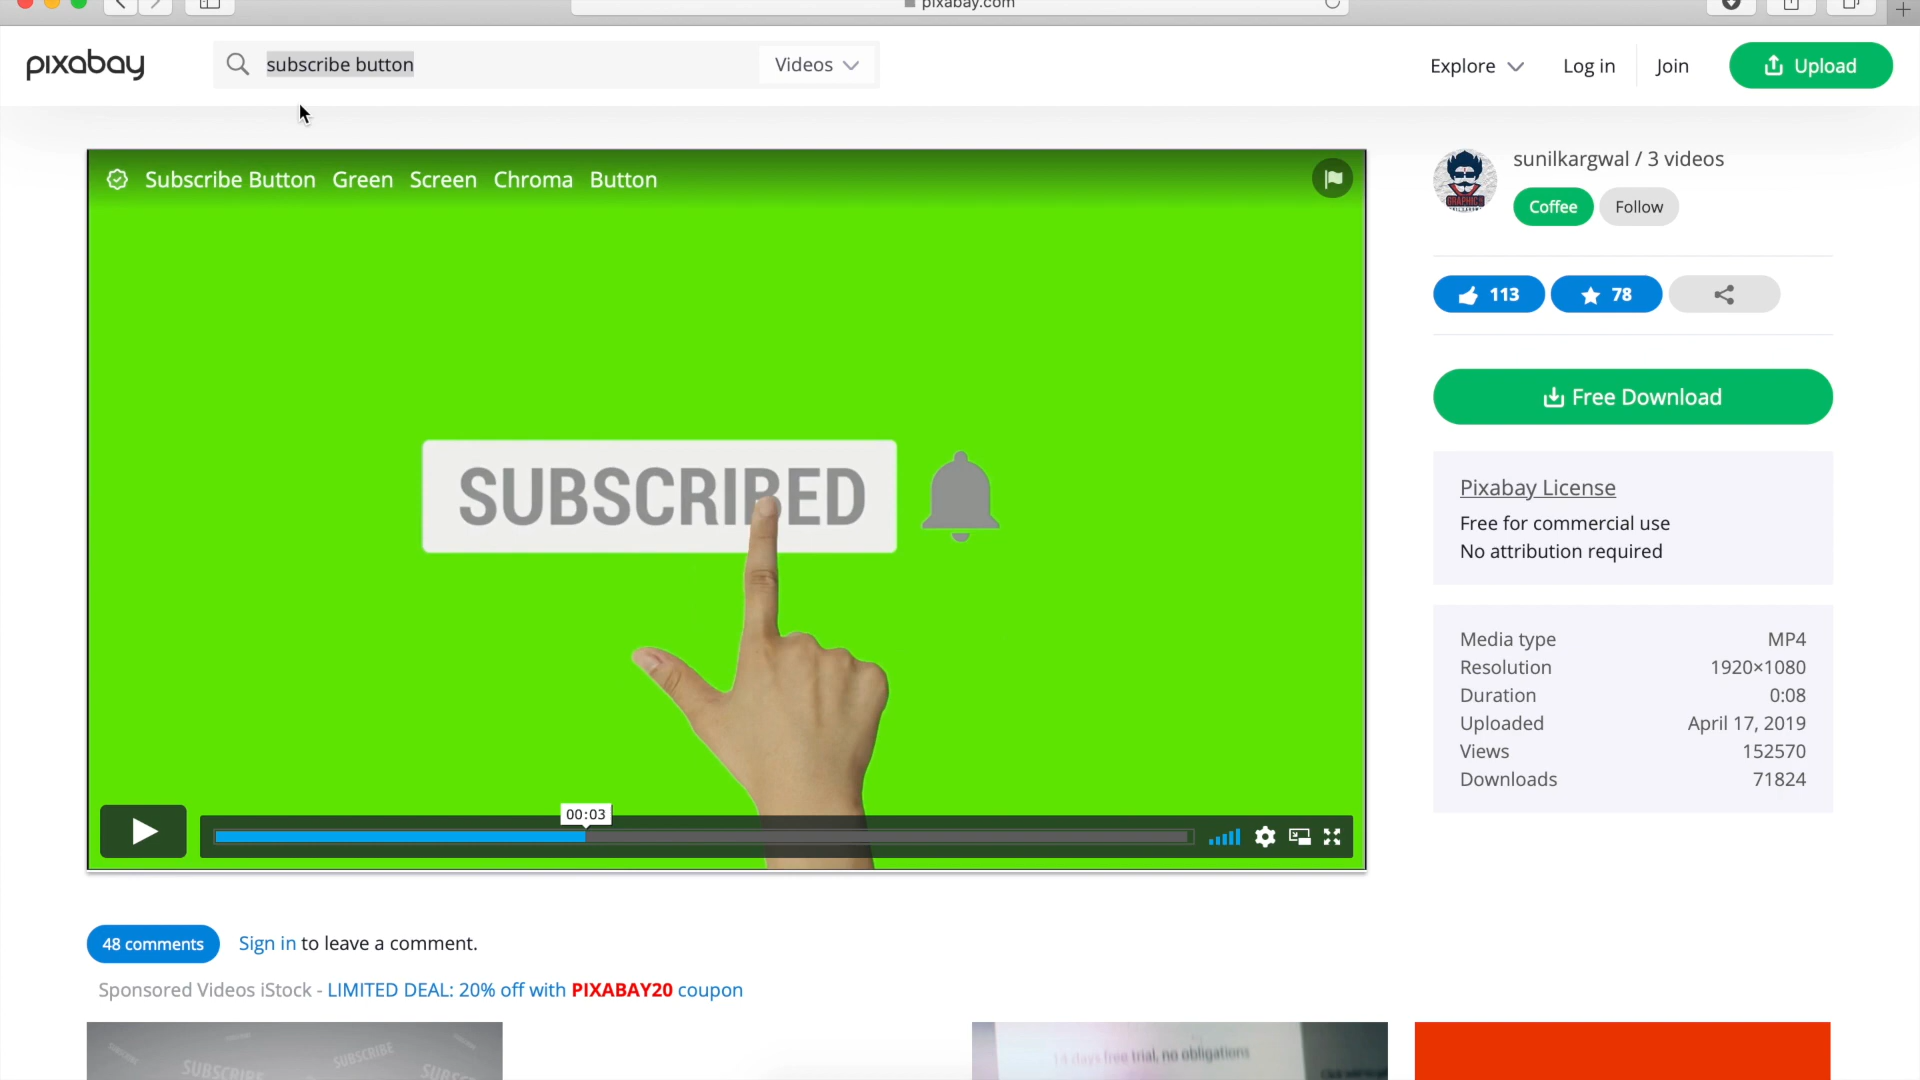 pixabay.com
pixabay
subscribe button
Videos
Explore
Log in
Join
Upload
Subscribe Button Green Screen Chroma Button
sunilkargwal / 3 videos
Coffee
Follow
113
78
Free Download
SUBSCRIBED
Pixabay License
Free for commercial use
No attribution required
Media type MP4
Resolution 1920×1080
Duration 0:08
Uploaded April 17, 2019
Views 152570
Downloads 71824
00:03
48 comments
Sign in to leave a comment.
Sponsored Videos iStock - LIMITED DEAL: 20% off with PIXABAY20 coupon
SUBSCRIBE
SUBSCRIBE
14 days free trial, no obligations